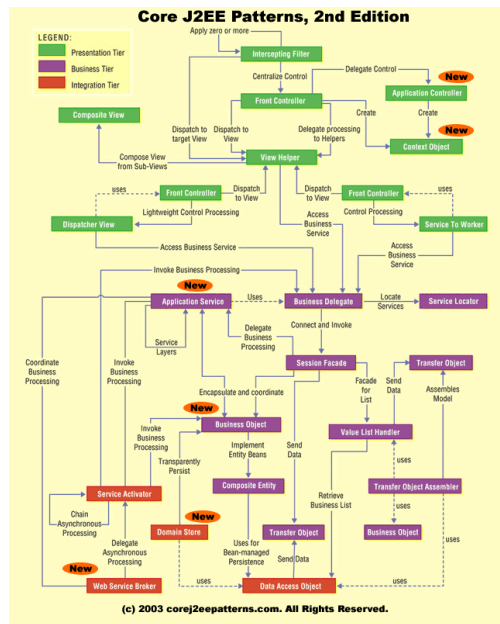 Core J2EE Patterns, 2nd Edition
LEGEND:
Presentation Tier
Business Tier
Integration Tier
Apply zero or more
Intercepting Filter
Centralize Control
Delegate Control
New
Application Controller
Front Controller
Composite View
Create
Create
New
Context Object
Dispatch to
target View
Dispatch to
View
Delegate processing
to Helpers
View Helper
Compose View
from Sub-Views
uses
Front Controller
Dispatch
to View
Dispatch
to View
Front Controller
uses
Lightweight Control Processing
Control Processing
Dispatcher View
Service To Worker
Access
Business
Service
Access Business Service
Access
Business
Service
Invoke Business Processing
New
Application Service
Uses
Business Delegate
Locate
Services
Service Locator
Connect and Invoke
Service
Layers
Delegate
Business
Processing
Coordinate
Business
Processing
Invoke
Business
Processing
Session Facade
Transfer Object
Encapsulate and coordinate
Facade
for
List
Send
Data
Assembles
Model
New
Business Object
Invoke
Business
Processing
Value List Handler
Implement
Entity Beans
Send
Data
Transparently
Persist
uses
Composite Entity
Transfer Object Assembler
Service Activator
Retrieve
Business List
uses
Chain
Asynchronous
Processing
New
Domain Store
Transfer Object
Business Object
Delegate
Asynchronous
Processing
Uses for
Bean-managed
Persistence
Send Data
uses
New
Web Service Broker
uses
Data Access Object
uses
(c) 2003 corej2eepatterns.com. All Rights Reserved.